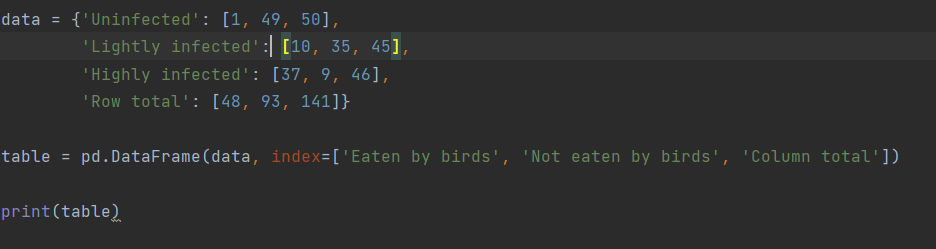 data = {'Uninfected': [1, 49, 50],
        'Lightly infected': [10, 35, 45],
        'Highly infected': [37, 9, 46],
        'Row total': [48, 93, 141]}
table = pd.DataFrame(data, index=['Eaten by birds', 'Not eaten by birds', 'Column total'])
print(table)